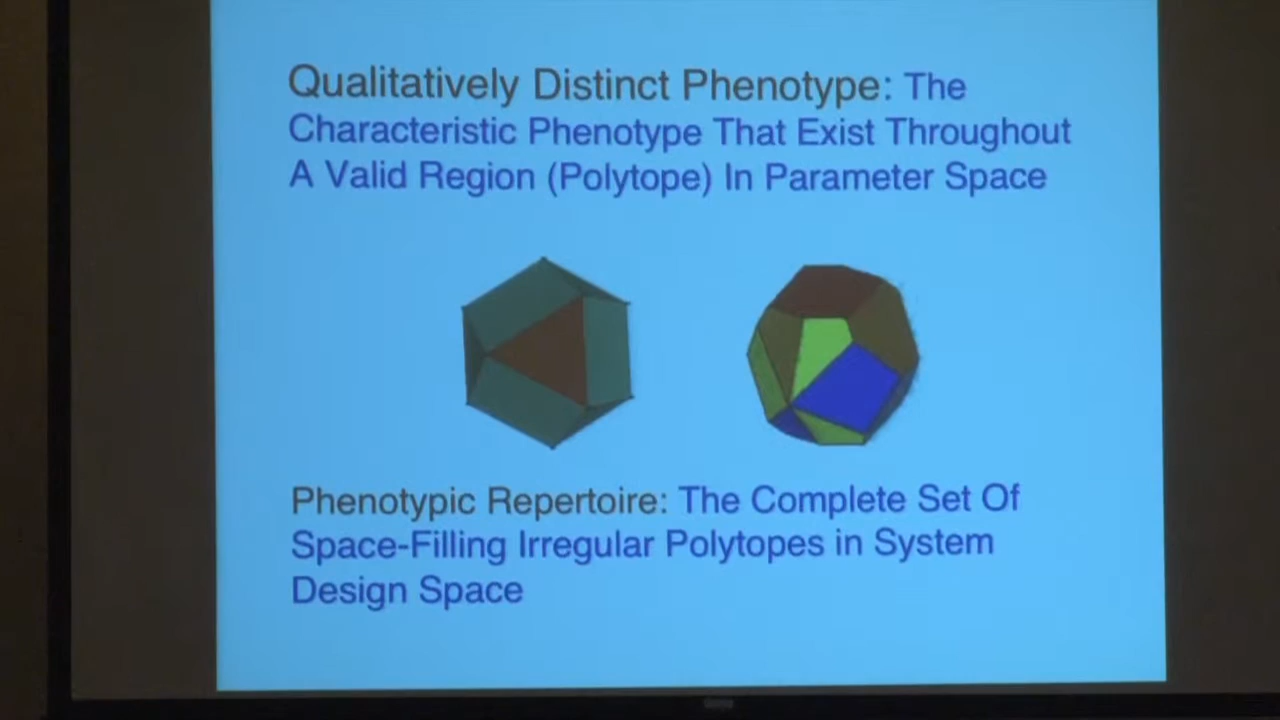 Qualitatively Distinct Phenotype: The
Characteristic Phenotype That Exist Throughout
A Valid Region (Polytope) In Parameter Space
Phenotypic Repertoire: The Complete Set Of
Space-Filling Irregular Polytopes in System
Design Space